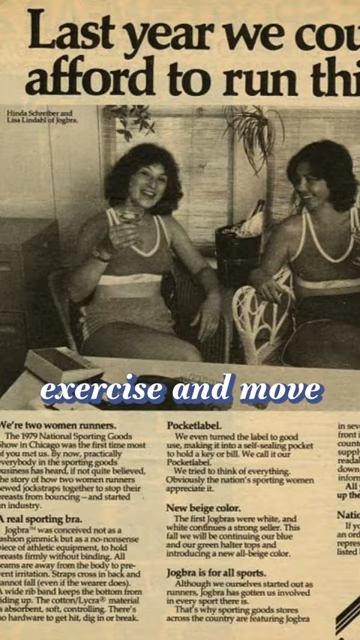 Last year we cou
afford to run thi
Hinda Schreiber and
Lisa Lindahl of Jogbra.
exercise and move
We're two women runners.
The 1979 National Sporting Goods
Show in Chicago was the first time most
of you met us. By now, practically
everybody in the sporting goods
business has heard, if not quite believed,
the story of how two women runners
sewed jockstraps together to stop their
breasts from bouncing—and started
an industry.
A real sporting bra.
Jogbra™ was conceived not as a
fashion gimmick but as a no-nonsense
piece of athletic equipment, to hold
breasts firmly without binding. All
seams are away from the body to pre-
vent irritation. Straps cross in back and
cannot fall (even if the wearer does).
A wide rib band keeps the bottom from
riding up. The cotton/Lycra® material
is absorbent, soft, controlling. There's
no hardware to get hit, dig in or break.
Pocketlabel.
We even turned the label to good
use, making it into a self-sealing pocket
to hold a key or bill. We call it our
Pocketlabel.
We tried to think of everything.
Obviously the nation's sporting women
appreciate it.
New beige color.
The first Jogbras were white, and
white continues a strong seller. This
fall we will be continuing our blue
and our green halter tops and
introducing a new all-beige color.
Jogbra is for all sports.
Although we ourselves started out as
runners, Jogbra has gotten us involved
in every sport there is.
That's why sporting goods stores
across the country are featuring Jogbra
in sev
front
count
suppl
reada
down
inform
All
up the
Natio
If yo
an ord
repres
listed